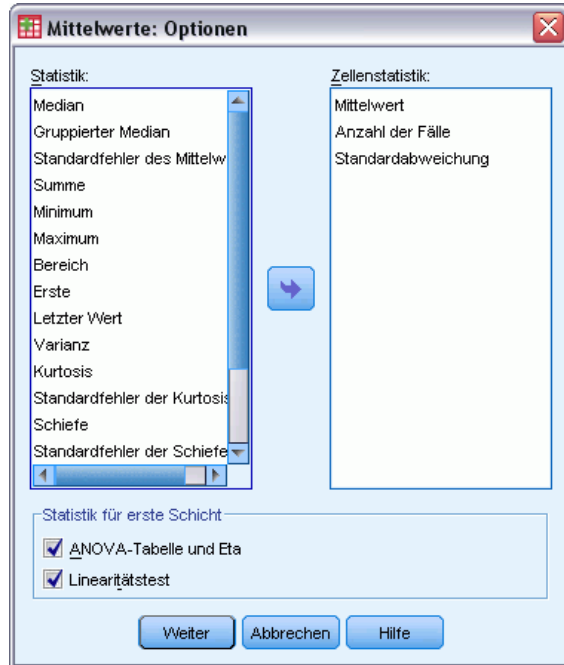 Mittelwerte: Optionen
Statistik:
Median
Gruppierter Median
Standardfehler des Mittelw
Summe
Minimum
Maximum
Bereich
Erste
Letzter Wert
Varianz
Kurtosis
Standardfehler der Kurtosis
Schiefe
Standardfehler der Schiefe
Zellenstatistik:
Mittelwert
Anzahl der Fälle
Standardabweichung
Statistik für erste Schicht
ANOVA-Tabelle und Eta
Linearitätstest
Weiter Abbrechen Hilfe